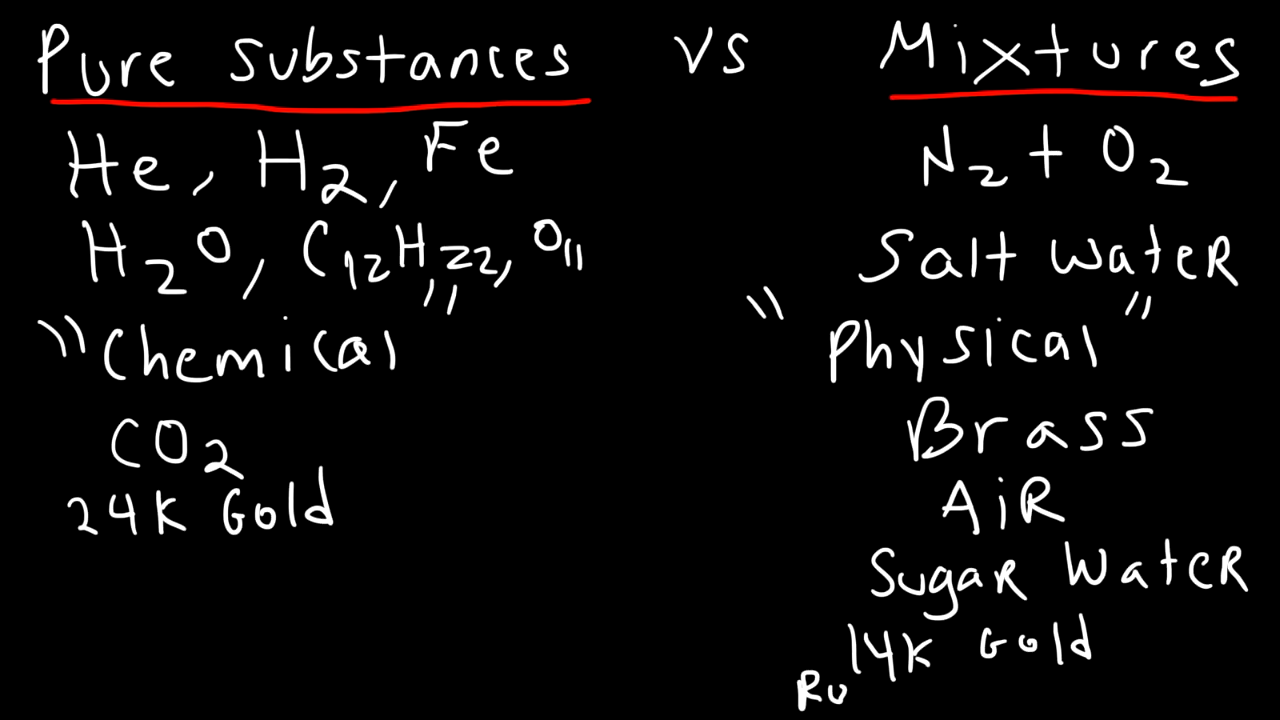 Pure Substances vs Mixtures
He, H2, Fe
N2 + O2
H2O, C12H22, O11
Salt Water
"Chemical"
"Physical"
CO2
Brass
24K Gold
AiR
Sugar Water
14K Gold
Ru